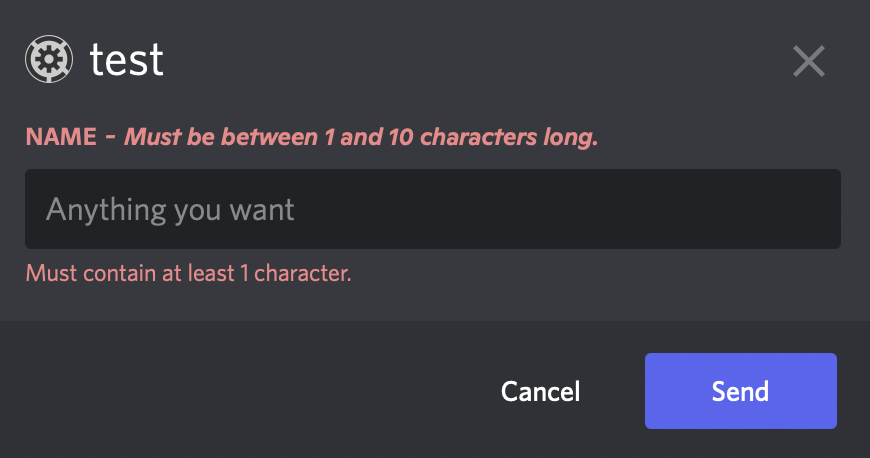 test
NAME - Must be between 1 and 10 characters long.
Anything you want
Must contain at least 1 character.
Cancel
Send